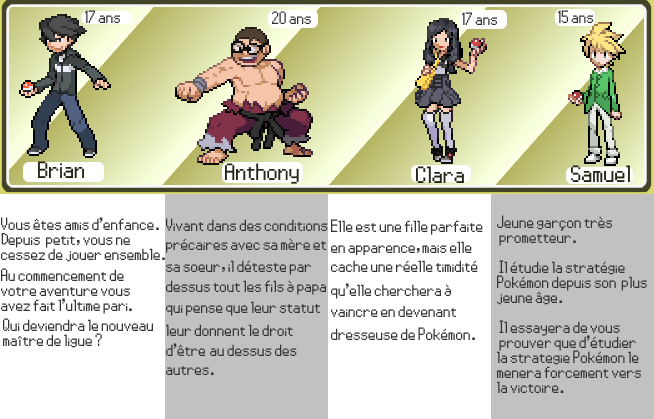 17 ans
20 ans
17 ans
15 ans
Brian
Anthony
Clara
Samuel
Vous êtes amis d'enfance.
Depuis petit, vous ne
cessez de jouer ensemble.
Au commencement de
votre aventure vous
avez fait l'ultime pari.
Qui deviendra le nouveau
maître de ligue ?
Vivant dans des conditions
précaires avec sa mère et
sa soeur, il déteste par
dessus tout les fils à papa
qui pense que leur statut
leur donnent le droit
d'être au dessus des
autres.
Elle est une fille parfaite
en apparence, mais elle
cache une réelle timidité
qu'elle cherchera à
vaincre en devenant
dresseuse de Pokémon.
Jeune garçon très
prometteur.
Il étudie la stratégie
Pokémon depuis son plus
jeune âge.
Il essayera de vous
prouver que d'étudier
la strategie Pokémon le
menera forcement vers
la victoire.